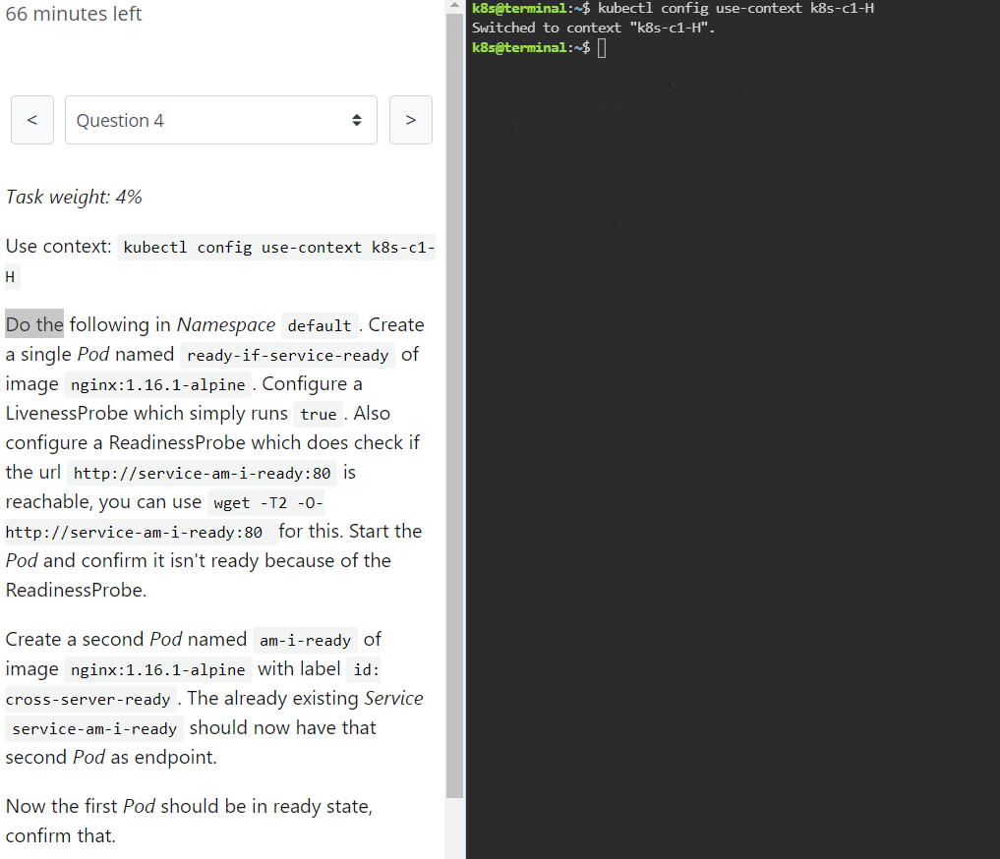 66 minutes left
<
Question 4
>
Task weight: 4%
Use context: kubectl config use-context k8s-c1-
H
Do the following in Namespace default . Create
a single Pod named ready-if-service-ready of
image nginx:1.16.1-alpine . Configure a
LivenessProbe which simply runs true . Also
configure a ReadinessProbe which does check if
the url http://service-am-i-ready:80 is
reachable, you can use wget -T2 -O-
http://service-am-i-ready:80 for this. Start the
Pod and confirm it isn't ready because of the
ReadinessProbe.
Create a second Pod named am-i-ready of
image nginx:1.16.1-alpine with label id:
cross-server-ready . The already existing Service
service-am-i-ready should now have that
second Pod as endpoint.
Now the first Pod should be in ready state,
confirm that.
k8s@terminal:~$ kubectl config use-context k8s-c1-H
Switched to context "k8s-c1-H".
k8s@terminal:~$